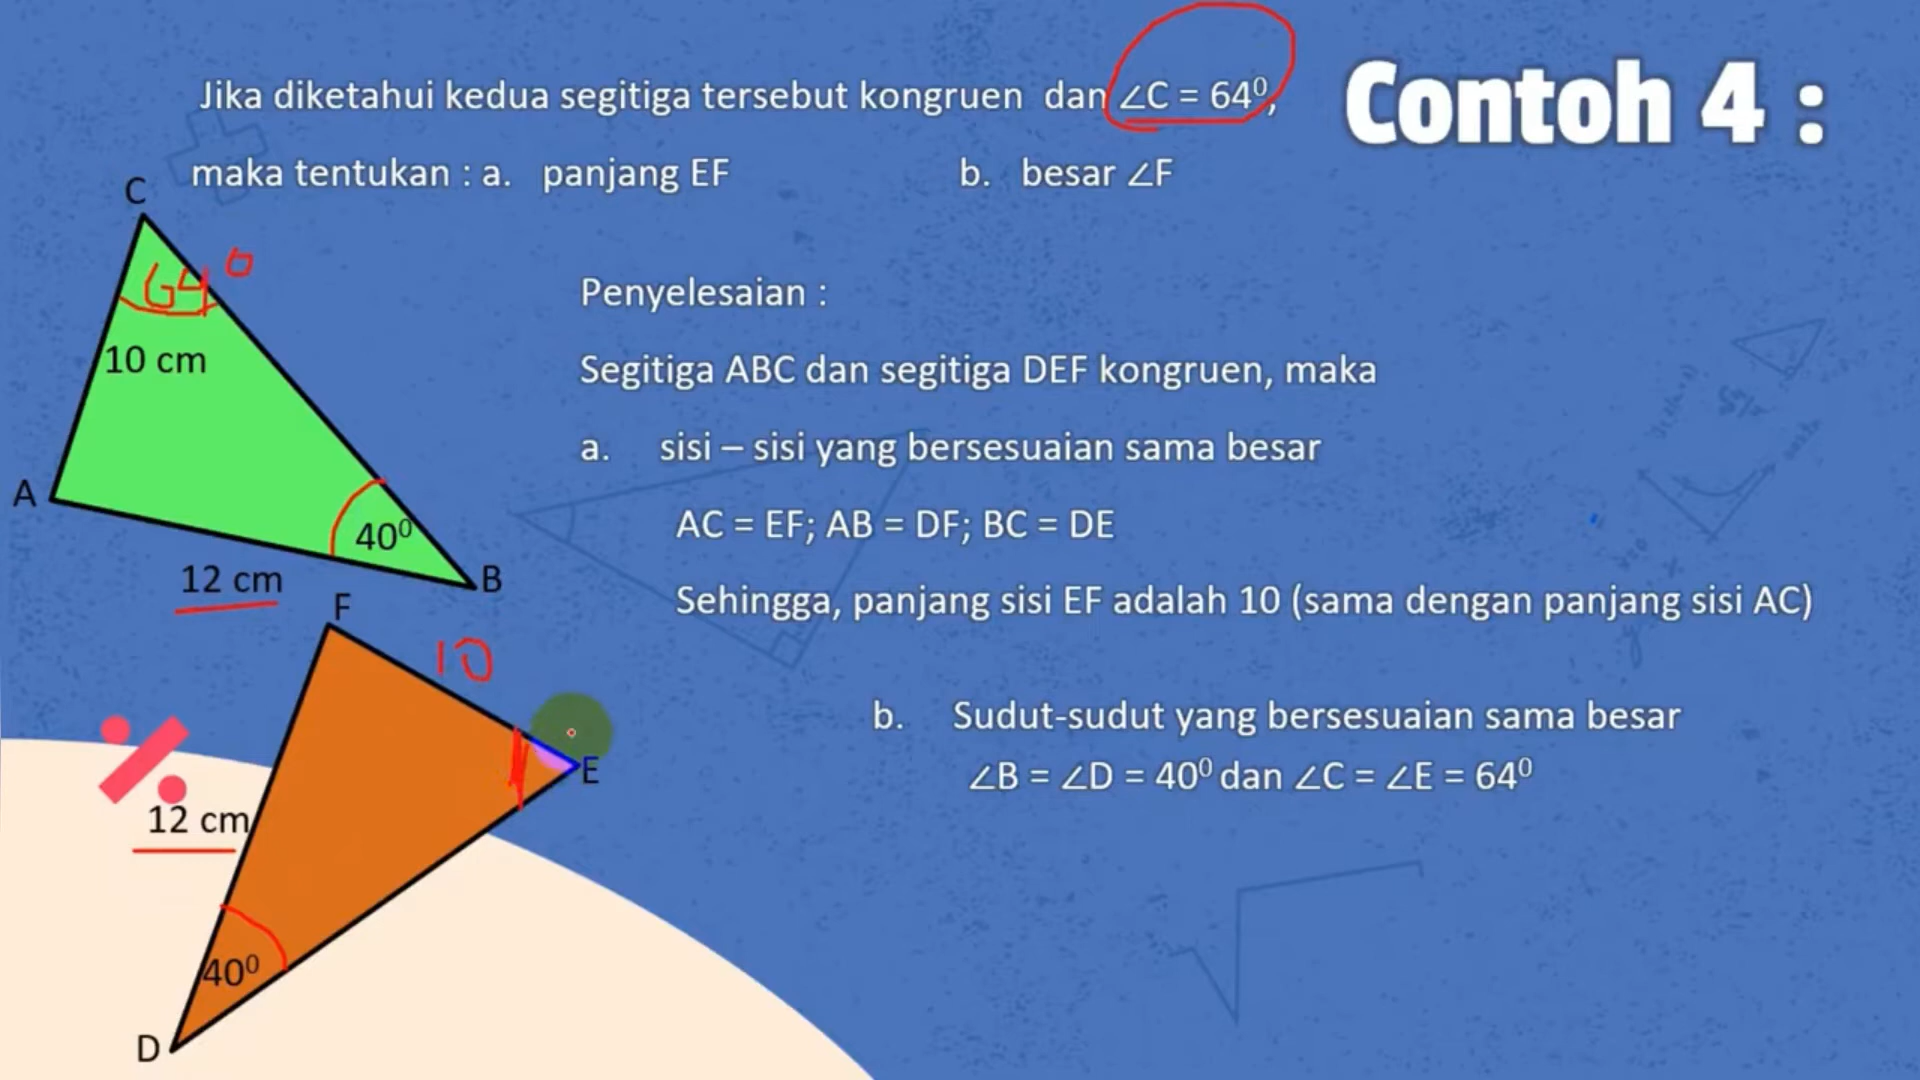 Jika diketahui kedua segitiga tersebut kongruen dan ∠C = 64⁰,
Contoh 4 :
maka tentukan : a. panjang EF b. besar ∠F
C
64°
10 cm
A
40⁰
B
12 cm
Penyelesaian :
Segitiga ABC dan segitiga DEF kongruen, maka
a. sisi – sisi yang bersesuaian sama besar
AC = EF; AB = DF; BC = DE
Sehingga, panjang sisi EF adalah 10 (sama dengan panjang sisi AC)
F
10
E
12 cm
40⁰
D
b. Sudut-sudut yang bersesuaian sama besar
∠B = ∠D = 40⁰ dan ∠C = ∠E = 64⁰